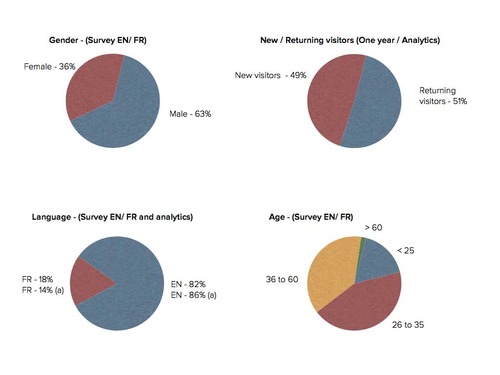 Gender - (Survey EN/ FR)
Female - 36%
Male - 63%
New / Returning visitors (One year / Analytics)
New visitors - 49%
Returning
visitors - 51%
Language - (Survey EN/ FR and analytics)
FR - 18%
FR - 14% (a)
EN - 82%
EN - 86% (a)
Age - (Survey EN/ FR)
> 60
< 25
36 to 60
26 to 35